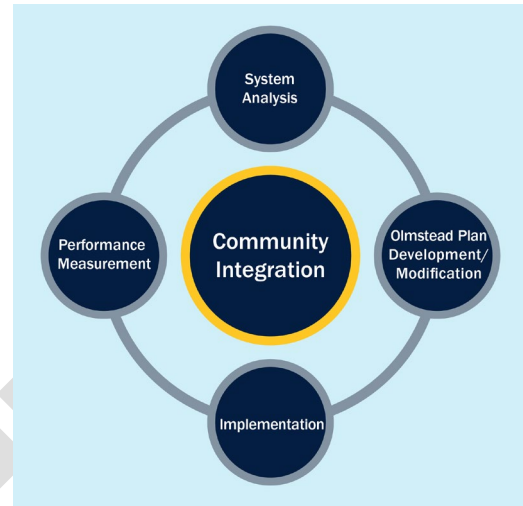 System
Analysis
Performance
Measurement
Community
Integration
Olmstead Plan
Development/
Modification
Implementation